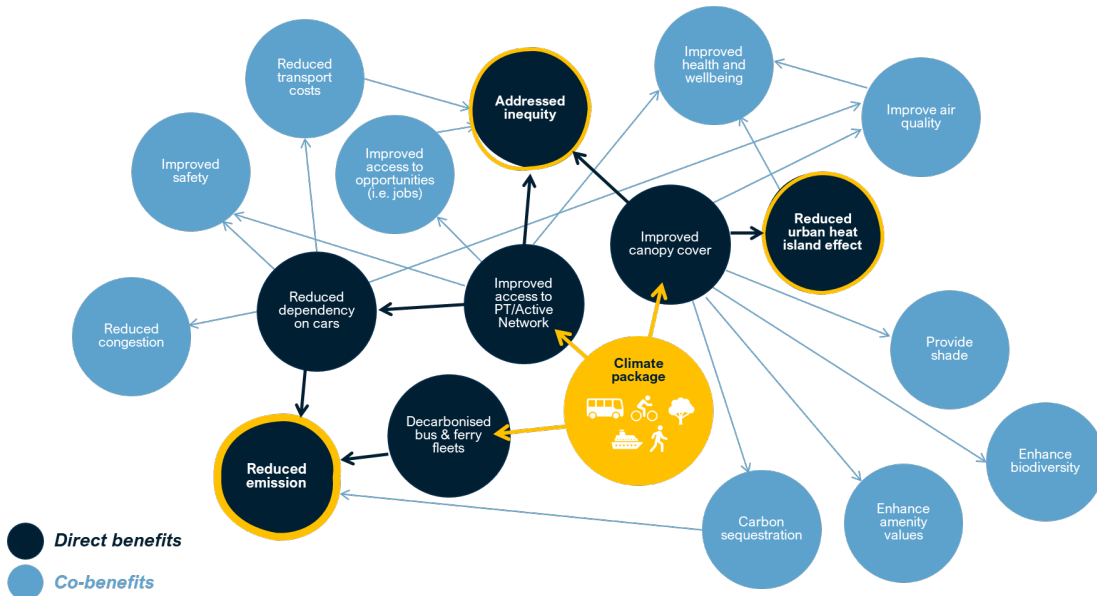 Reduced
transport
costs
Addressed
inequity
Improved
health and
wellbeing
Improve air
quality
Improved
safety
Improved
access to
opportunities
(i.e. jobs)
Improved
canopy cover
Reduced
urban heat
island effect
Reduced
congestion
Reduced
dependency
on cars
Improved
access to
PT/Active
Network
Provide
shade
Climate
package
Decarbonised
bus & ferry
fleets
Reduced
emission
Enhance
biodiversity
Carbon
sequestration
Enhance
amenity
values
Direct benefits
Co-benefits